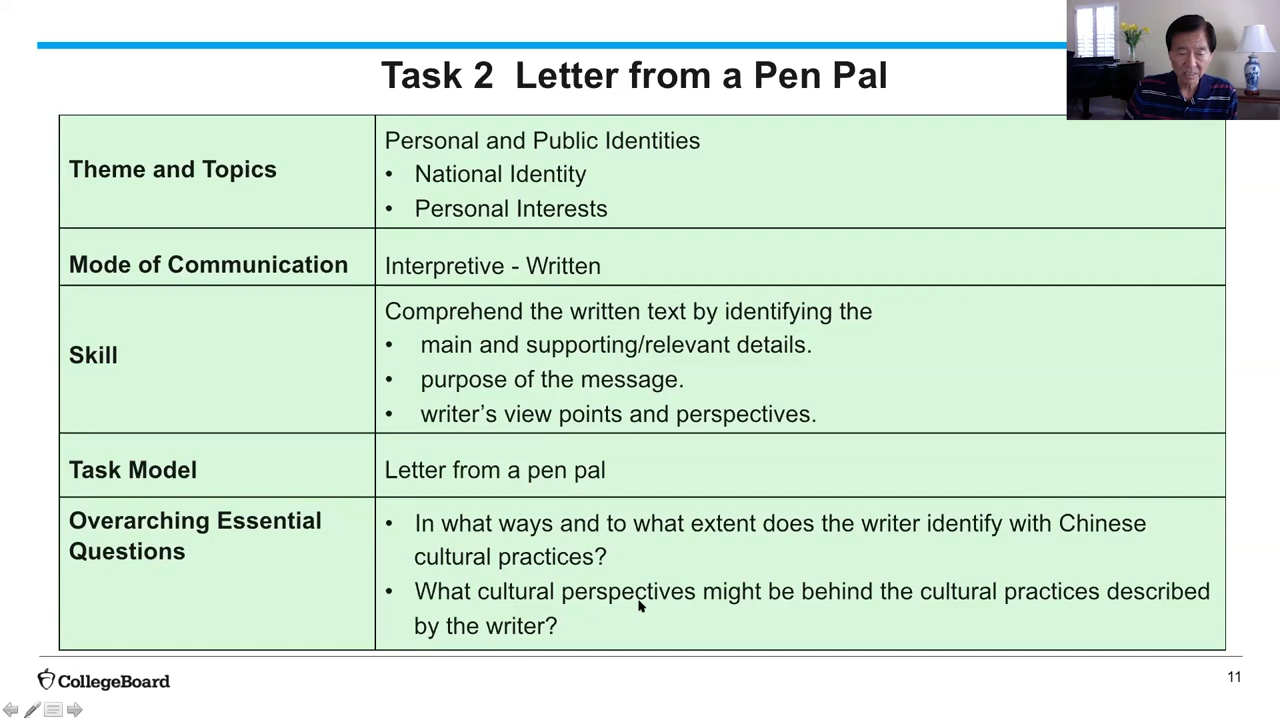 Task 2  Letter from a Pen Pal
Theme and Topics
Personal and Public Identities
• National Identity
• Personal Interests
Mode of Communication
Interpretive - Written
Skill
Comprehend the written text by identifying the
• main and supporting/relevant details.
• purpose of the message.
• writer’s view points and perspectives.
Task Model
Letter from a pen pal
Overarching Essential
Questions
• In what ways and to what extent does the writer identify with Chinese
cultural practices?
• What cultural perspectives might be behind the cultural practices described
by the writer?
CollegeBoard
11